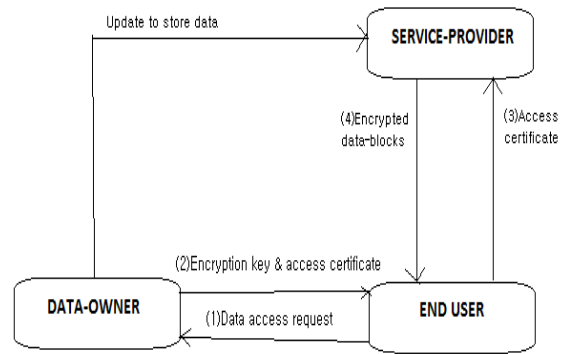 Update to store data
SERVICE-PROVIDER
(4)Encrypted
data-blocks
(3)Access
certificate
(2)Encryption key & access certificate
DATA-OWNER
END USER
(1)Data access request